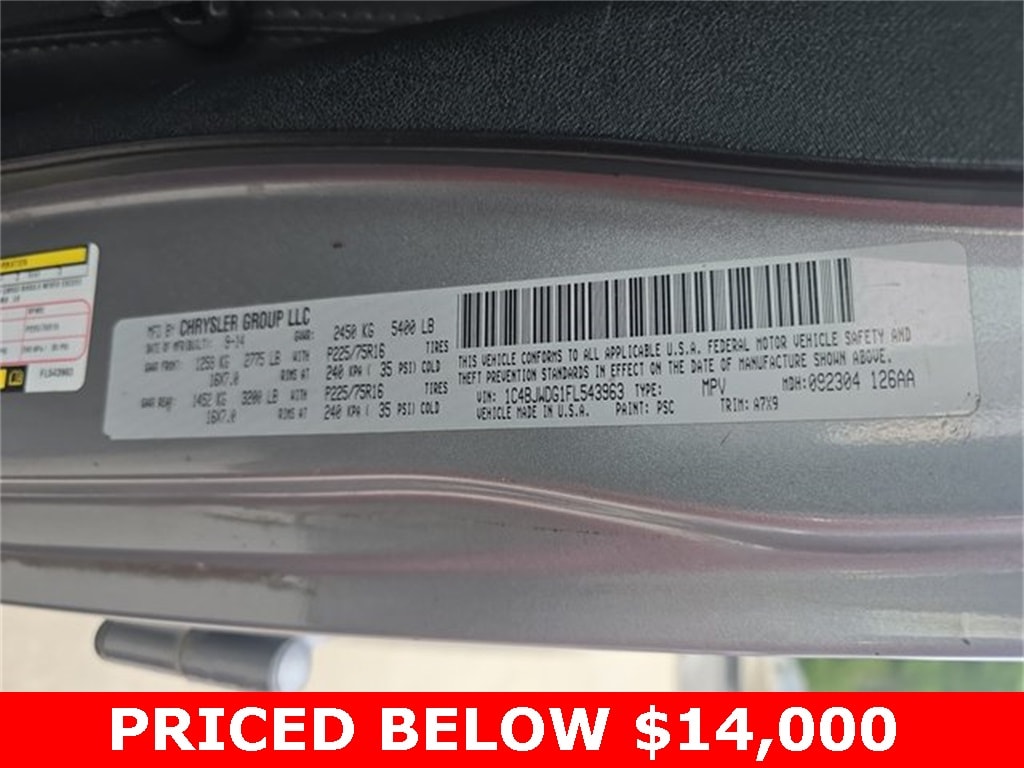 MFD BY CHRYSLER GROUP LLC
DATE OF MFR(BUILT): 9-14 GVWR: 2450 KG 5400 LB
GAWR FRONT: 1259 KG 2775 LB WITH P225/75R16 TIRES
16X7.0 RIMS AT 240 KPA ( 35 PSI) COLD
GAWR REAR: 1452 KG 3200 LB WITH P225/75R16 TIRES
16X7.0 RIMS AT 240 KPA ( 35 PSI) COLD
THIS VEHICLE CONFORMS TO ALL APPLICABLE U.S.A. FEDERAL MOTOR VEHICLE SAFETY AND
THEFT PREVENTION STANDARDS IN EFFECT ON THE DATE OF MANUFACTURE SHOWN ABOVE.
VIN: 1C4BJWDG1FL543963 TYPE: MPV MDH: 092304 126AA
VEHICLE MADE IN U.S.A. PAINT: PSC TRIM: A7X9
FL543963
PRICED BELOW $14,000